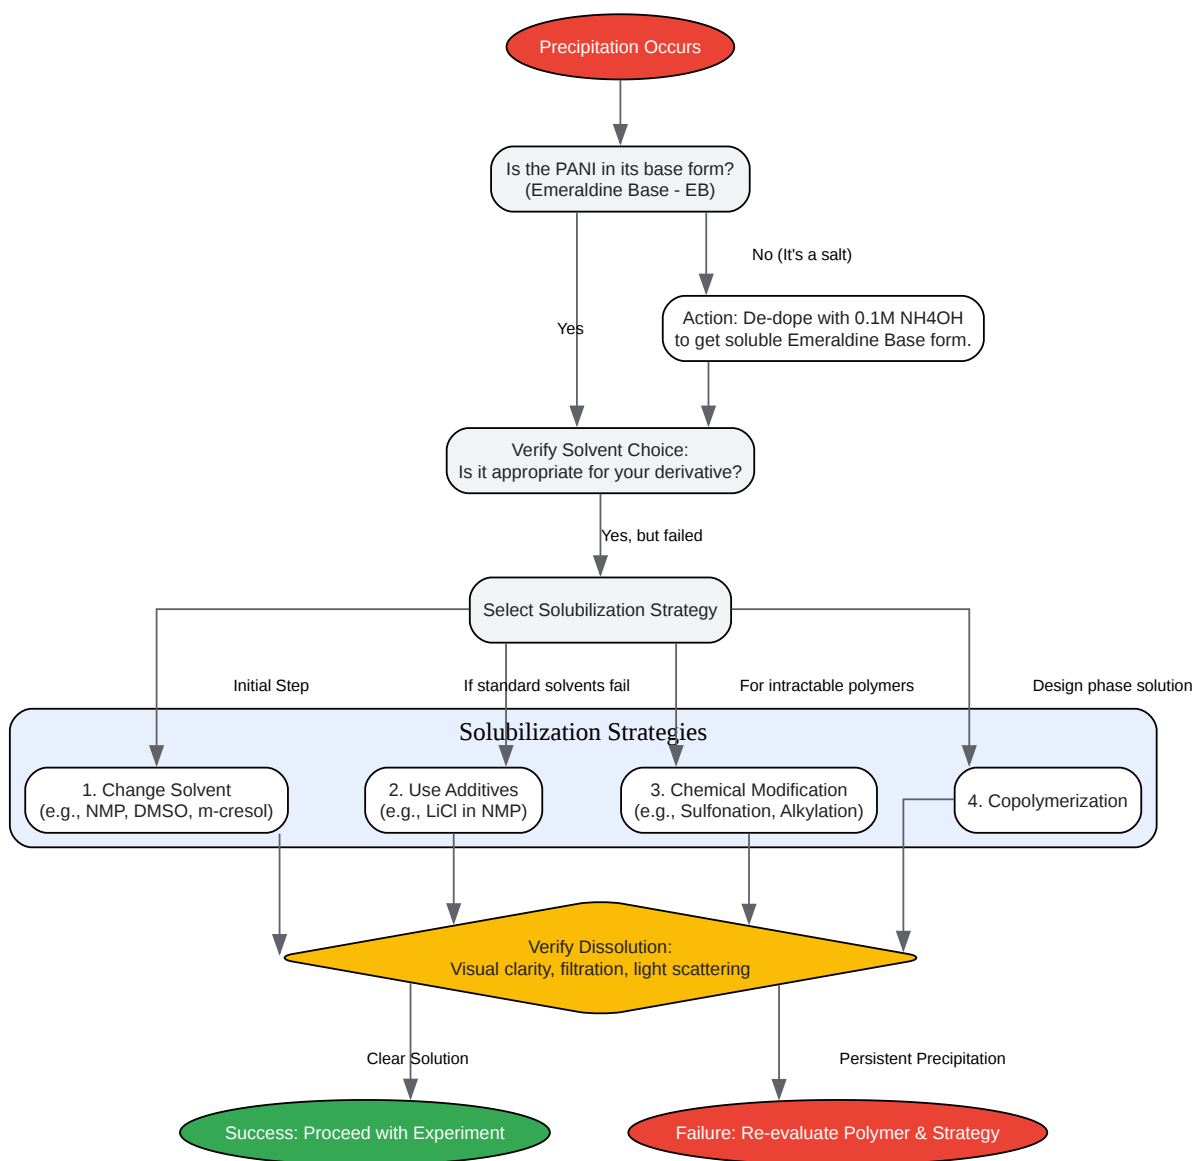 Precipitation Occurs
Is the PANI in its base form?
(Emeraldine Base - EB)
No (It's a salt)
Yes
Action: De-dope with 0.1M NH4OH
to get soluble Emeraldine Base form.
Verify Solvent Choice:
Is it appropriate for your derivative?
Yes, but failed
Select Solubilization Strategy
Initial Step
If standard solvents fail
For intractable polymers
Design phase solution
Solubilization Strategies
1. Change Solvent
(e.g., NMP, DMSO, m-cresol)
2. Use Additives
(e.g., LiCl in NMP)
3. Chemical Modification
(e.g., Sulfonation, Alkylation)
4. Copolymerization
Verify Dissolution:
Visual clarity, filtration, light scattering
Clear Solution
Persistent Precipitation
Success: Proceed with Experiment
Failure: Re-evaluate Polymer & Strategy